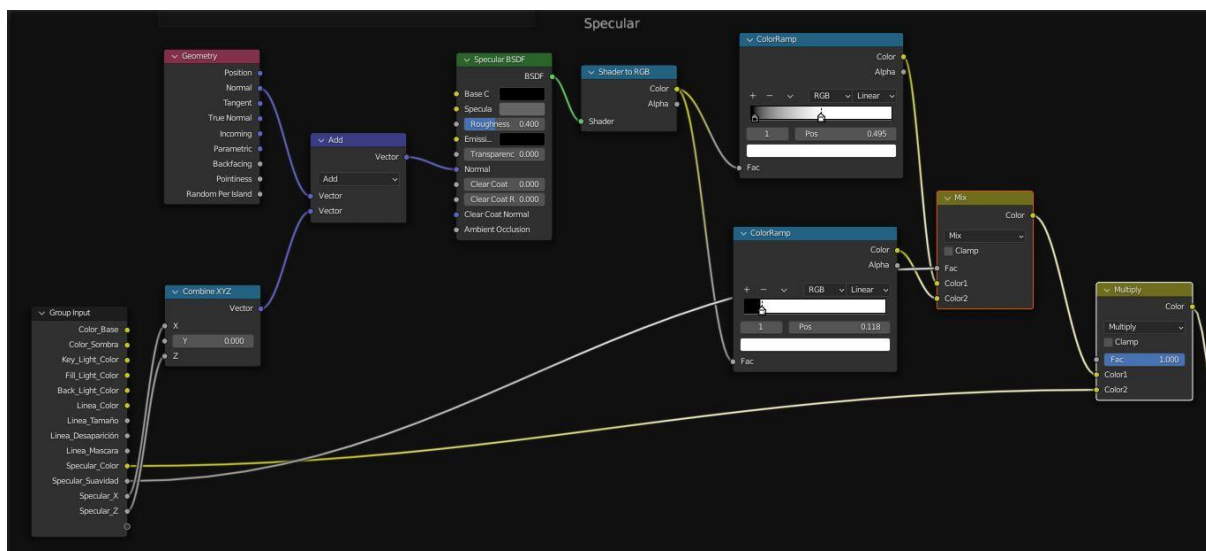 Specular
Geometry
Position
Normal
Tangent
True Normal
Incoming
Parametric
Backfacing
Pointiness
Random Per Island
Add
Vector
Add
Vector
Vector
Combine XYZ
Vector
X
Y 0.000
Z
Group Input
Color_Base
Color_Sombra
Key_Light_Color
Fill_Light_Color
Back_Light_Color
Linea_Color
Linea_Tamaño
Linea_Desaparición
Linea_Mascara
Specular_Color
Specular_Suavidad
Specular_X
Specular_Z
Specular BSDF
BSDF
Base C
Specula
Roughness 0.400
Emissi...
Transparenc 0.000
Normal
Clear Coat 0.000
Clear Coat R 0.000
Clear Coat Normal
Ambient Occlusion
Shader to RGB
Color
Alpha
Shader
ColorRamp
Color
Alpha
RGB Linear
1 Pos 0.495
Fac
ColorRamp
Color
Alpha
RGB Linear
1 Pos 0.118
Fac
Mix
Color
Mix
Clamp
Fac
Color1
Color2
Multiply
Color
Multiply
Clamp
Fac 1.000
Color1
Color2